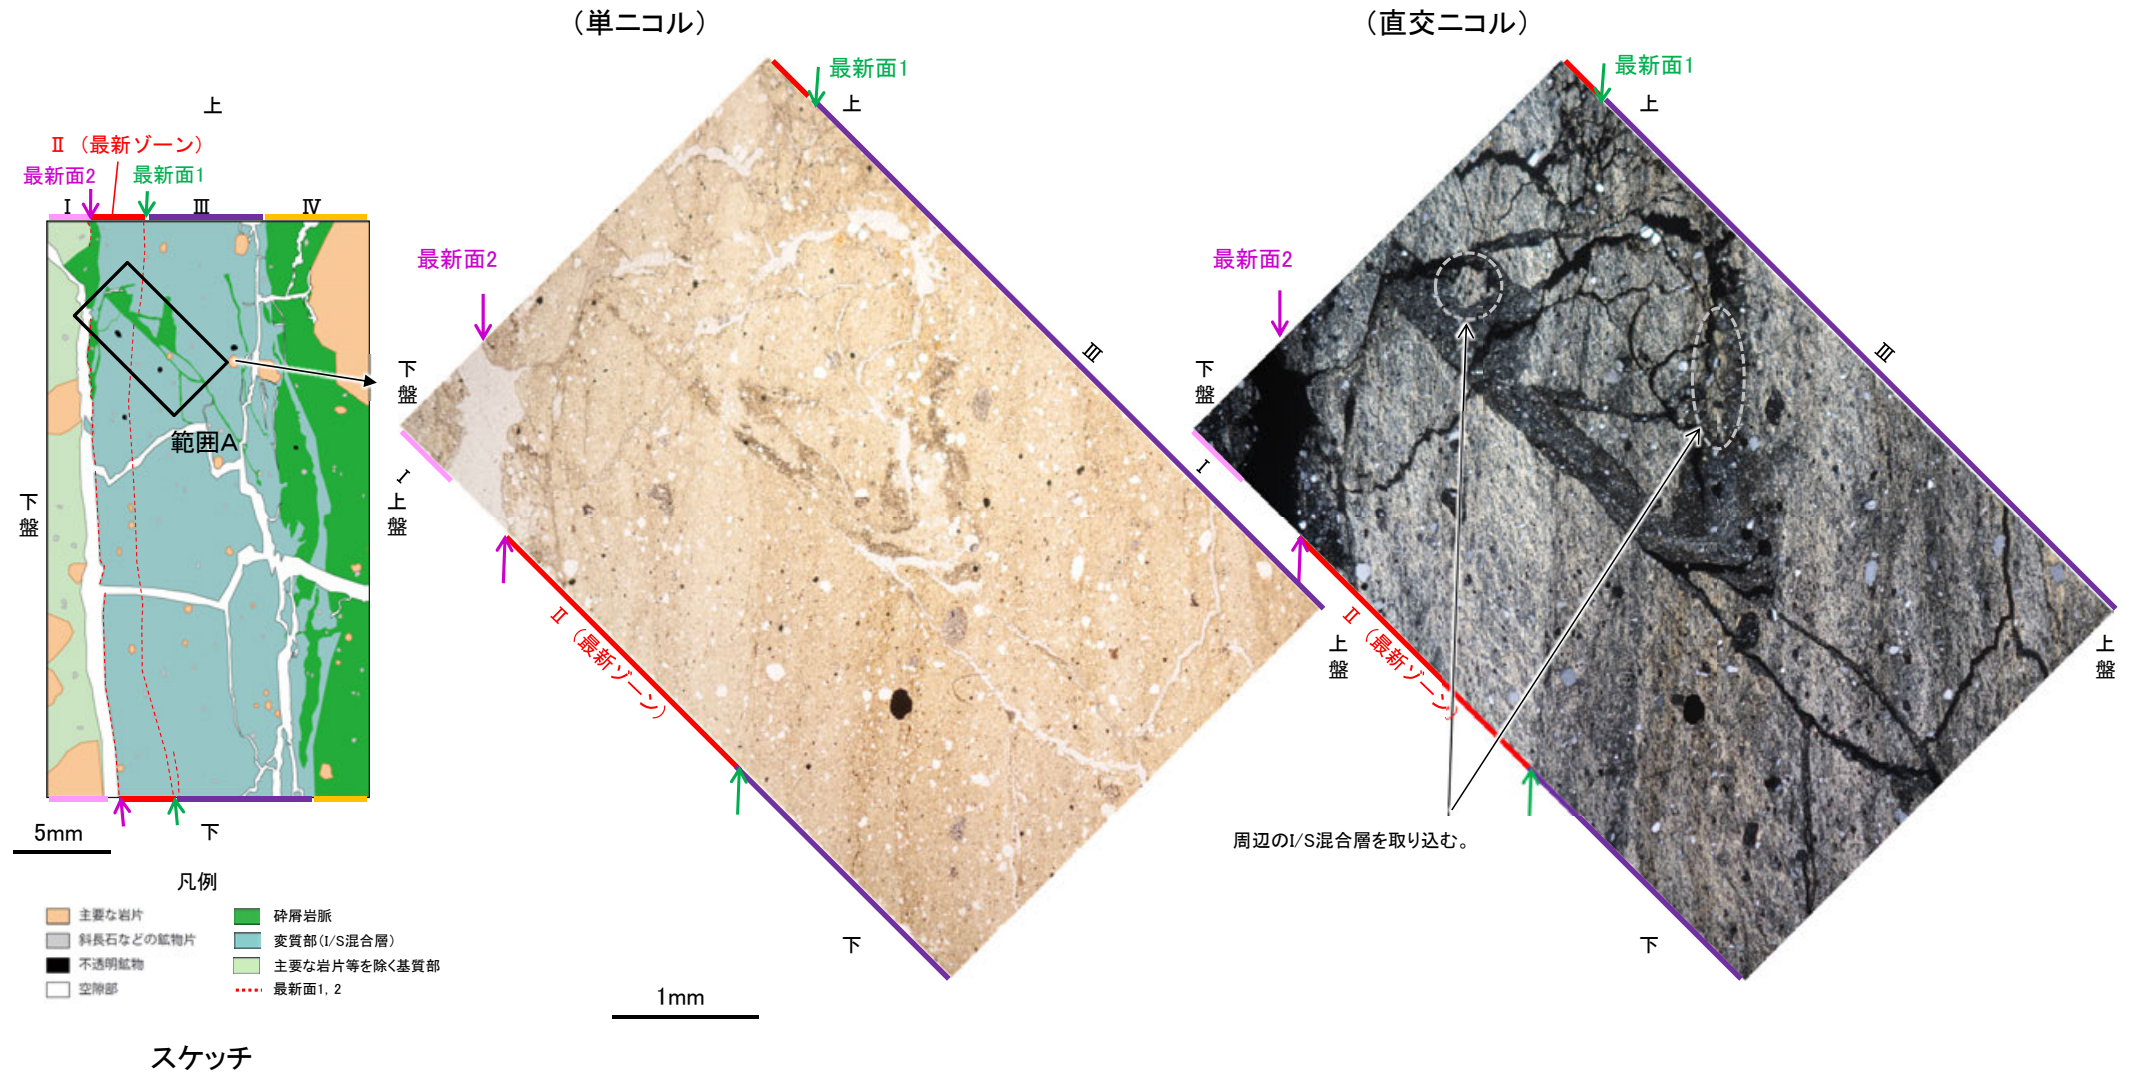 (単ニコル)
(直交ニコル)
上
Ⅱ (最新ゾーン)
最新面2
最新面1
Ⅰ
Ⅲ
Ⅳ
範囲A
下盤
上盤
下
5mm
凡例
主要な岩片
斜長石などの鉱物片
不透明鉱物
空隙部
砕屑岩脈
変質部(I/S混合層)
主要な岩片等を除く基質部
最新面1, 2
スケッチ
最新面1
上
最新面2
下盤
Ⅰ
Ⅲ
Ⅱ (最新ゾーン)
上盤
下
1mm
最新面1
上
最新面2
下盤
Ⅰ
Ⅲ
Ⅱ (最新ゾーン)
上盤
周辺のI/S混合層を取り込む。
下